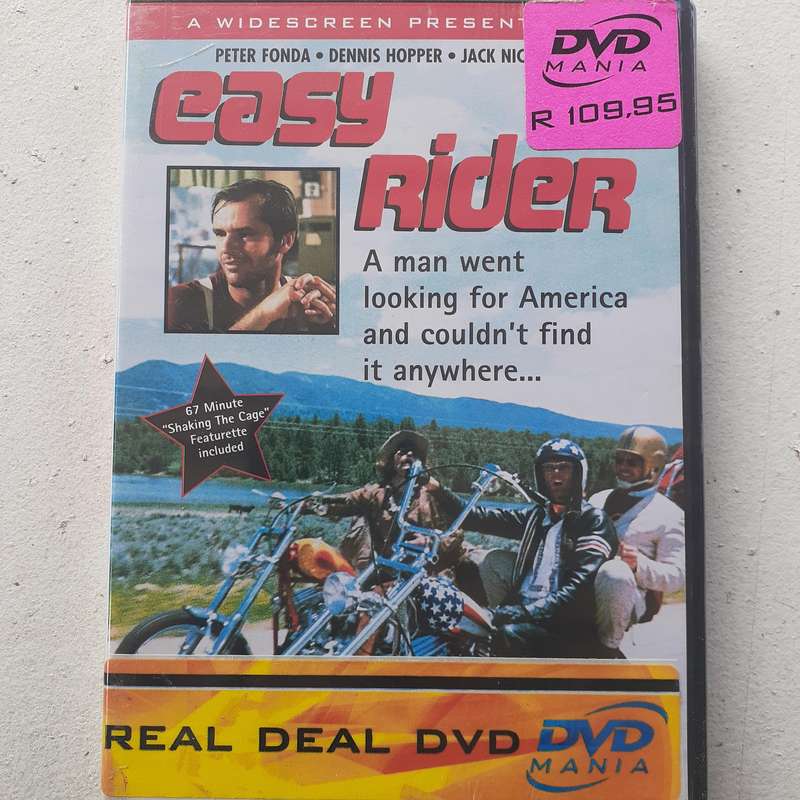 A WIDESCREEN PRESENT
PETER FONDA • DENNIS HOPPER • JACK NIC
DVD
MANIA
R 109,95
easy
RideR
A man went
looking for America
and couldn't find
it anywhere...
67 Minute
"Shaking The Cage"
Featurette
included
REAL DEAL DVD
DVD
MANIA